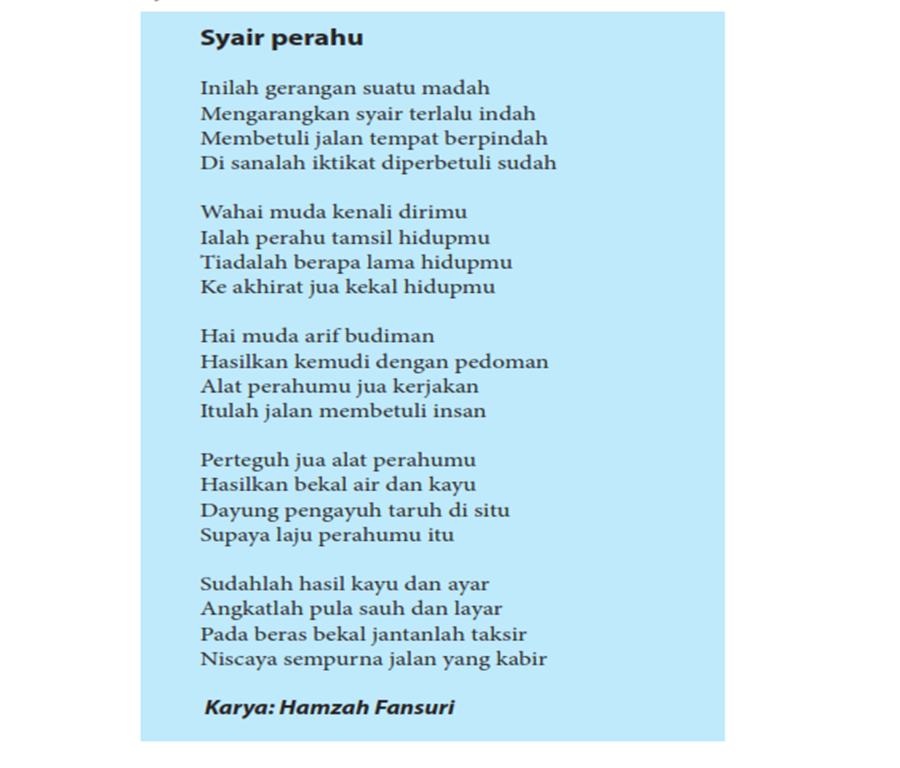 Syair perahu
Inilah gerangan suatu madah
Mengarangkan syair terlalu indah
Membetuli jalan tempat berpindah
Di sanalah iktikat diperbetuli sudah
Wahai muda kenali dirimu
Ialah perahu tamsil hidupmu
Tiadalah berapa lama hidupmu
Ke akhirat jua kekal hidupmu
Hai muda arif budiman
Hasilkan kemudi dengan pedoman
Alat perahumu jua kerjakan
Itulah jalan membetuli insan
Perteguh jua alat perahumu
Hasilkan bekal air dan kayu
Dayung pengayuh taruh di situ
Supaya laju perahumu itu
Sudahlah hasil kayu dan ayar
Angkatlah pula sauh dan layar
Pada beras bekal jantanlah taksir
Niscaya sempurna jalan yang kabir
Karya: Hamzah Fansuri